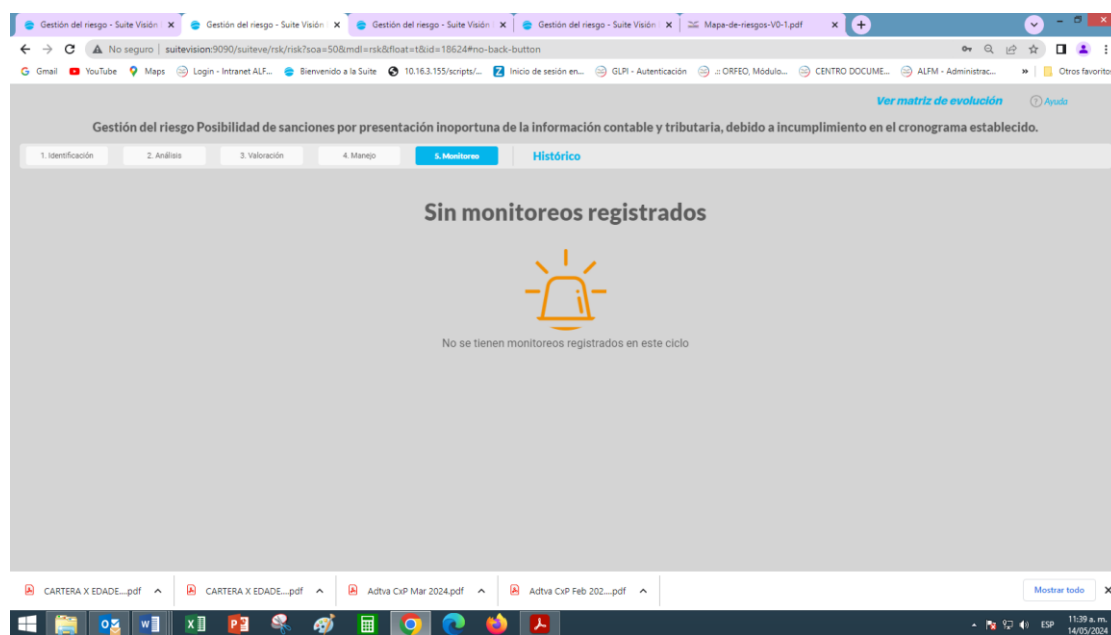 Gestión del riesgo - Suite Visión
Gestión del riesgo - Suite Visión
Gestión del riesgo - Suite Visión
Gestión del riesgo - Suite Visión
Mapa-de-riesgos-V0-1.pdf
No seguro | suitevision:9090/suiteve/rsk/risk?soa=50&mdl=rsk&float=t&id=18624#no-back-button
Gmail YouTube Maps Login - Intranet ALF... Bienvenido a la Suite 10.16.3.155/scripts/... Inicio de sesión en... GLPI - Autenticación .:: ORFEO, Módulo... CENTRO DOCUME... ALFM - Administrac... » Otros favoritos
Ver matriz de evolución ? Ayuda
Gestión del riesgo Posibilidad de sanciones por presentación inoportuna de la información contable y tributaria, debido a incumplimiento en el cronograma establecido.
1. Identificación 2. Análisis 3. Valoración 4. Manejo 5. Monitoreo Histórico
Sin monitoreos registrados
No se tienen monitoreos registrados en este ciclo
CARTERA X EDADE....pdf CARTERA X EDADE....pdf Adtva CxP Mar 2024.pdf Adtva CxP Feb 202....pdf Mostrar todo
ESP 11:39 a. m.
14/05/2024